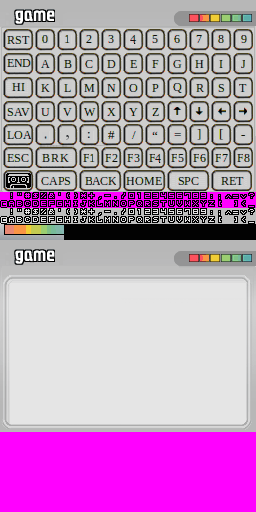 game
RST 0 1 2 3 4 5 6 7 8 9
END A B C D E F G H I J
HI K L M N O P Q R S T
SAV U V W X Y Z ↑ ↓ ← →
LOA . , : # / “ = ] [ -
ESC BRK F1 F2 F3 F4 F5 F6 F7 F8
CAPS BACK HOME SPC RET
game